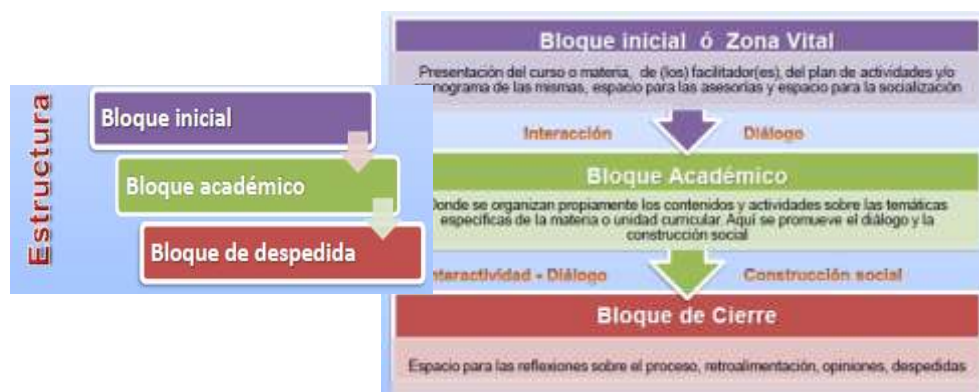 Estructura
Bloque inicial
Bloque académico
Bloque de despedida
Bloque inicial ó Zona Vital
Presentación del curso o materia, de (los) facilitador(es), del plan de actividades y/o
cronograma de las mismas, espacio para las asesorías y espacio para la socialización
Interacción Diálogo
Bloque Académico
Donde se organizan propiamente los contenidos y actividades sobre las temáticas
específicas de la materia o unidad curricular. Aquí se promueve el diálogo y la
construcción social
Interactividad - Diálogo Construcción social
Bloque de Cierre
Espacio para las reflexiones sobre el proceso, retroalimentación, opiniones, despedidas